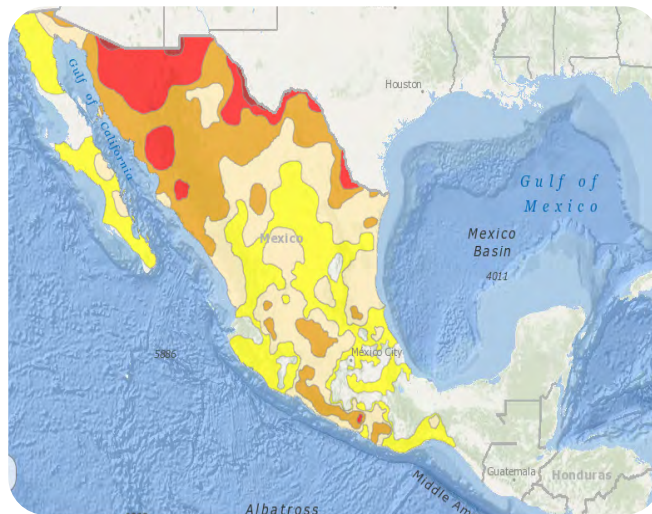 Houston
Gulf of California
Gulf of
Mexico
Mexico
Basin
4011
Mexico
5886
Mexico City
Guatemala
Honduras
Middle Am
Albatross